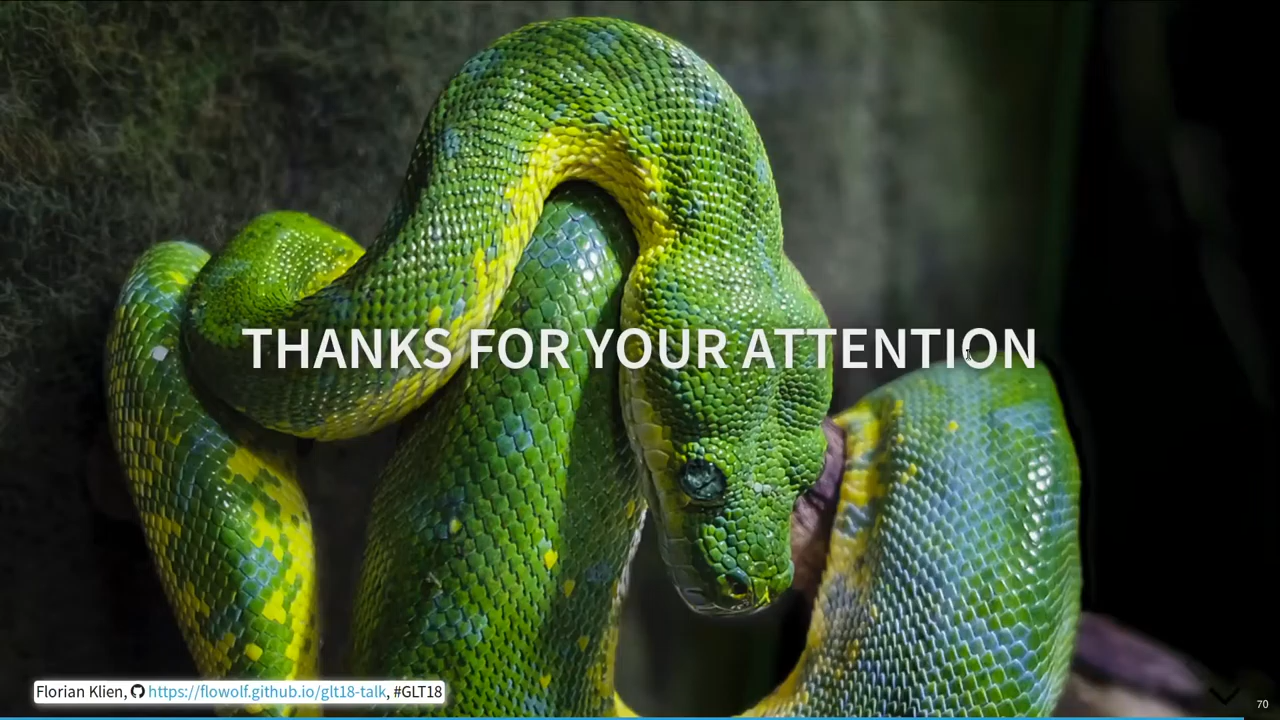 THANKS FOR YOUR ATTENTION
Florian Klien, https://flowolf.github.io/glt18-talk, #GLT18
70